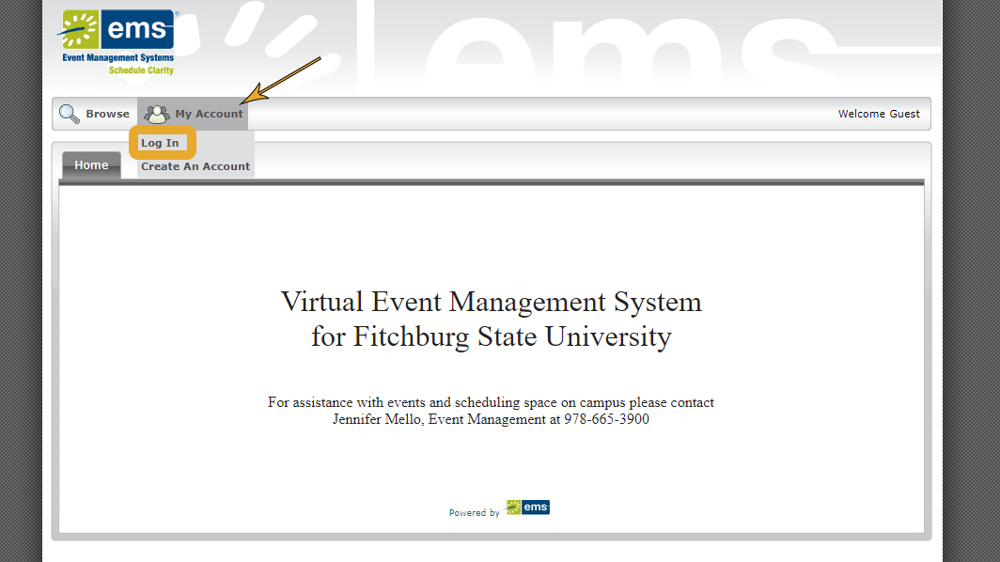 ems
Event Management Systems
Schedule Clarity
ems
Browse
My Account
Welcome Guest
Log In
Create An Account
Home
Virtual Event Management System
for Fitchburg State University
For assistance with events and scheduling space on campus please contact
Jennifer Mello, Event Management at 978-665-3900
Powered by ems